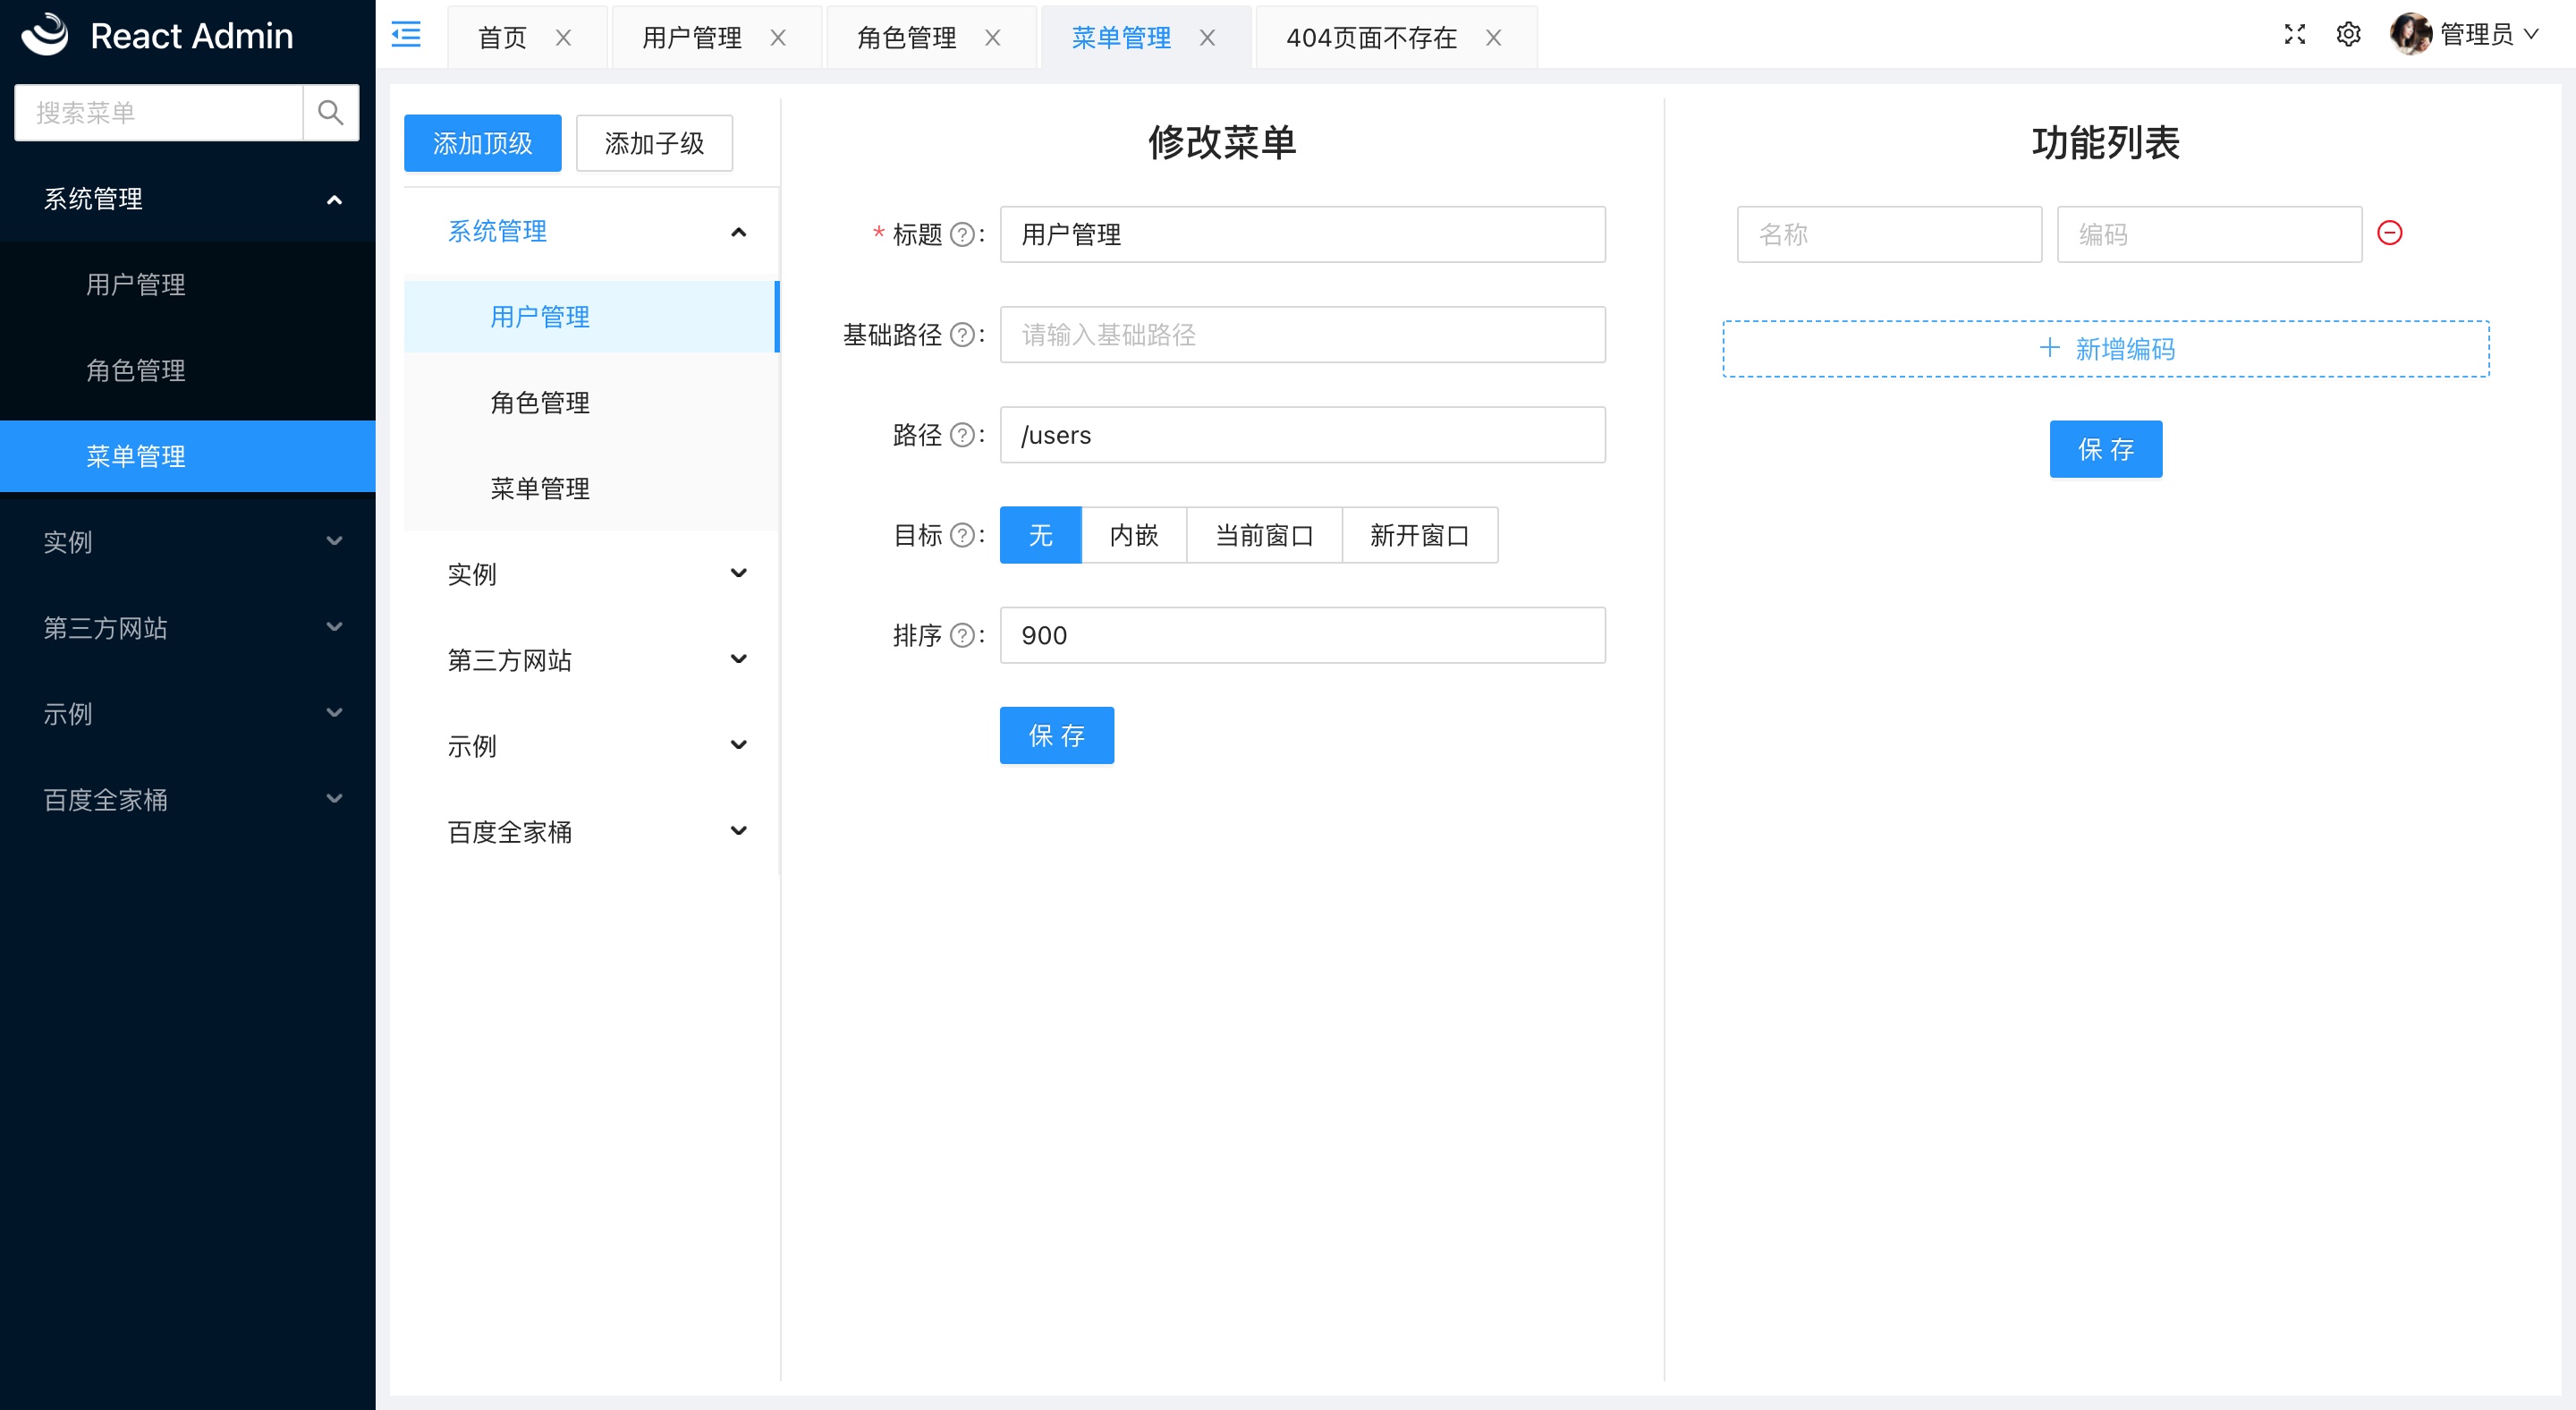 React Admin
搜索菜单
系统管理
用户管理
角色管理
菜单管理
实例
第三方网站
示例
百度全家桶
首页
用户管理
角色管理
菜单管理
404页面不存在
管理员
添加顶级
添加子级
系统管理
用户管理
角色管理
菜单管理
实例
第三方网站
示例
百度全家桶
修改菜单
* 标题 ? : 用户管理
基础路径 ? : 请输入基础路径
路径 ? : /users
目标 ? : 无 内嵌 当前窗口 新开窗口
排序 ? : 900
保 存
功能列表
名称 编码
+ 新增编码
保 存